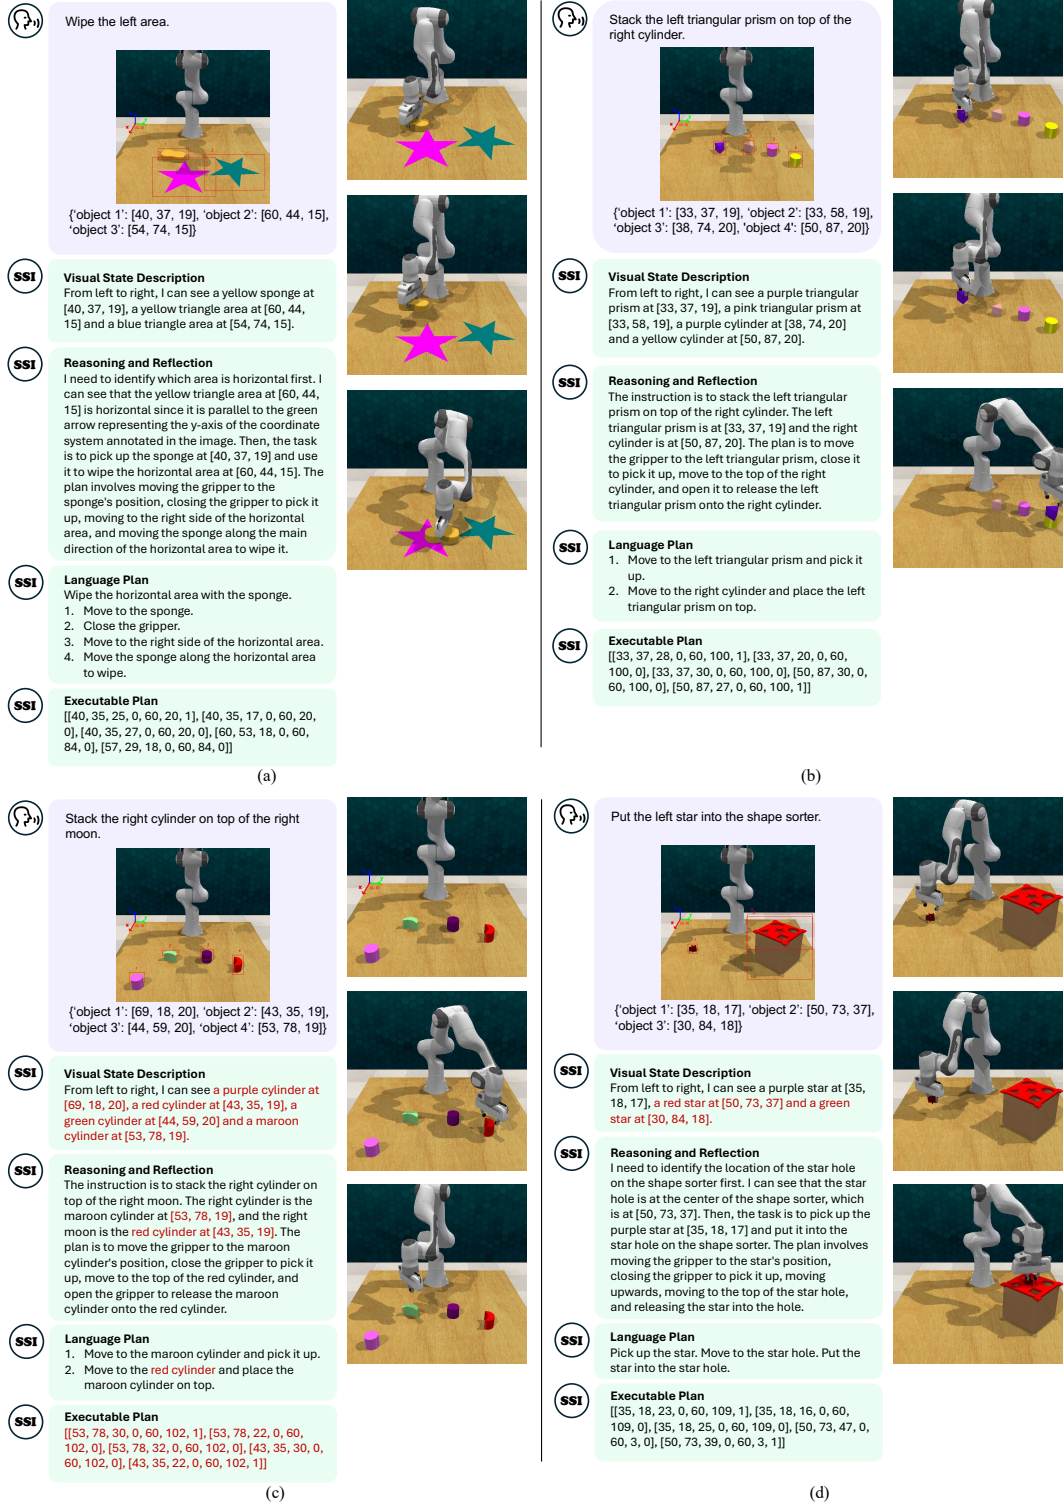 Wipe the left area.
{'object 1': [40, 37, 19], 'object 2': [60, 44, 15],
'object 3': [54, 74, 15]}
SSI
Visual State Description
From left to right, I can see a yellow sponge at
[40, 37, 19], a yellow triangle area at [60, 44,
15] and a blue triangle area at [54, 74, 15].
SSI
Reasoning and Reflection
I need to identify which area is horizontal first. I
can see that the yellow triangle area at [60, 44,
15] is horizontal since it is parallel to the green
arrow representing the y-axis of the coordinate
system annotated in the image. Then, the task
is to pick up the sponge at [40, 37, 19] and use
it to wipe the horizontal area at [60, 44, 15]. The
plan involves moving the gripper to the
sponge's position, closing the gripper to pick it
up, moving to the right side of the horizontal
area, and moving the sponge along the main
direction of the horizontal area to wipe it.
SSI
Language Plan
Wipe the horizontal area with the sponge.
1. Move to the sponge.
2. Close the gripper.
3. Move to the right side of the horizontal area.
4. Move the sponge along the horizontal area
to wipe.
SSI
Executable Plan
[[40, 35, 25, 0, 60, 20, 1], [40, 35, 17, 0, 60, 20,
0], [40, 35, 27, 0, 60, 20, 0], [60, 53, 18, 0, 60,
84, 0], [57, 29, 18, 0, 60, 84, 0]]
(a)
Stack the left triangular prism on top of the
right cylinder.
{'object 1': [33, 37, 19], 'object 2': [33, 58, 19],
'object 3': [38, 74, 20], 'object 4': [50, 87, 20]}
SSI
Visual State Description
From left to right, I can see a purple triangular
prism at [33, 37, 19], a pink triangular prism at
[33, 58, 19], a purple cylinder at [38, 74, 20]
and a yellow cylinder at [50, 87, 20].
SSI
Reasoning and Reflection
The instruction is to stack the left triangular
prism on top of the right cylinder. The left
triangular prism is at [33, 37, 19] and the right
cylinder is at [50, 87, 20]. The plan is to move
the gripper to the left triangular prism, close it
to pick it up, move to the top of the right
cylinder, and open it to release the left
triangular prism onto the right cylinder.
SSI
Language Plan
1. Move to the left triangular prism and pick it
up.
2. Move to the right cylinder and place the left
triangular prism on top.
SSI
Executable Plan
[[33, 37, 28, 0, 60, 100, 1], [33, 37, 20, 0, 60,
100, 0], [33, 37, 30, 0, 60, 100, 0], [50, 87, 30, 0,
60, 100, 0], [50, 87, 27, 0, 60, 100, 1]]
(b)
Stack the right cylinder on top of the right
moon.
{'object 1': [69, 18, 20], 'object 2': [43, 35, 19],
'object 3': [44, 59, 20], 'object 4': [53, 78, 19]}
SSI
Visual State Description
From left to right, I can see a purple cylinder at
[69, 18, 20], a red cylinder at [43, 35, 19], a
green cylinder at [44, 59, 20] and a maroon
cylinder at [53, 78, 19].
SSI
Reasoning and Reflection
The instruction is to stack the right cylinder on
top of the right moon. The right cylinder is the
maroon cylinder at [53, 78, 19], and the right
moon is the red cylinder at [43, 35, 19]. The
plan is to move the gripper to the maroon
cylinder's position, close the gripper to pick it
up, move to the top of the red cylinder, and
open the gripper to release the maroon
cylinder onto the red cylinder.
SSI
Language Plan
1. Move to the maroon cylinder and pick it up.
2. Move to the red cylinder and place the
maroon cylinder on top.
SSI
Executable Plan
[[53, 78, 30, 0, 60, 102, 1], [53, 78, 22, 0, 60,
102, 0], [53, 78, 32, 0, 60, 102, 0], [43, 35, 30, 0,
60, 102, 0], [43, 35, 22, 0, 60, 102, 1]]
(c)
Put the left star into the shape sorter.
{'object 1': [35, 18, 17], 'object 2': [50, 73, 37],
'object 3': [30, 84, 18]}
SSI
Visual State Description
From left to right, I can see a purple star at [35,
18, 17], a red star at [50, 73, 37] and a green
star at [30, 84, 18].
SSI
Reasoning and Reflection
I need to identify the location of the star hole
on the shape sorter first. I can see that the star
hole is at the center of the shape sorter, which
is at [50, 73, 37]. Then, the task is to pick up the
purple star at [35, 18, 17] and put it into the
star hole on the shape sorter. The plan involves
moving the gripper to the star's position,
closing the gripper to pick it up, moving
upwards, moving to the top of the star hole,
and releasing the star into the hole.
SSI
Language Plan
Pick up the star. Move to the star hole. Put the
star into the star hole.
SSI
Executable Plan
[[35, 18, 23, 0, 60, 109, 1], [35, 18, 16, 0, 60,
109, 0], [35, 18, 25, 0, 60, 109, 0], [50, 73, 47, 0,
60, 3, 0], [50, 73, 39, 0, 60, 3, 1]]
(d)